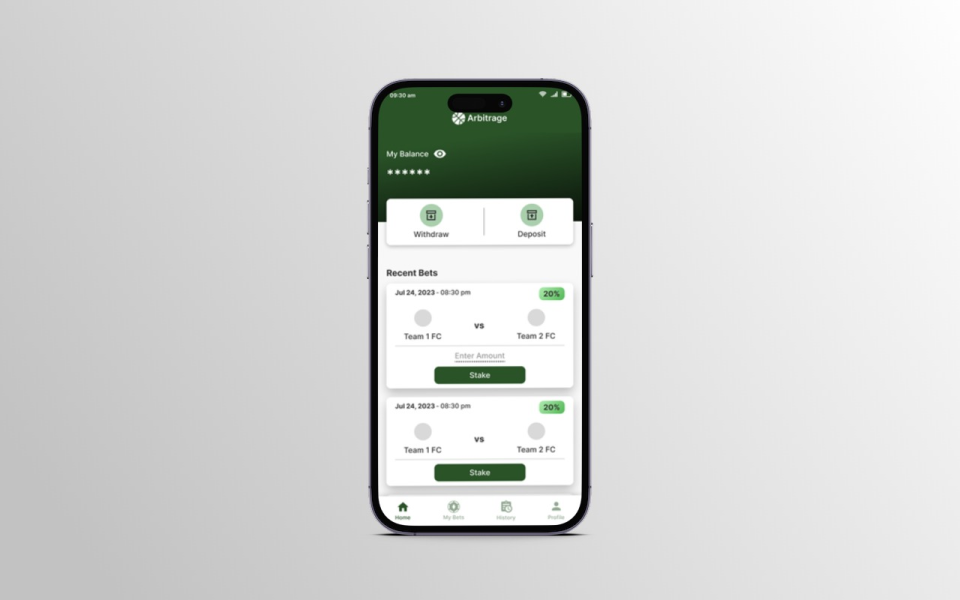 09:30 am
Arbitrage
My Balance
******
Withdraw
Deposit
Recent Bets
Jul 24, 2023 - 08:30 pm
20%
Team 1 FC
vs
Team 2 FC
Enter Amount
Stake
Jul 24, 2023 - 08:30 pm
20%
Team 1 FC
vs
Team 2 FC
Stake
Home
My Bets
History
Profile